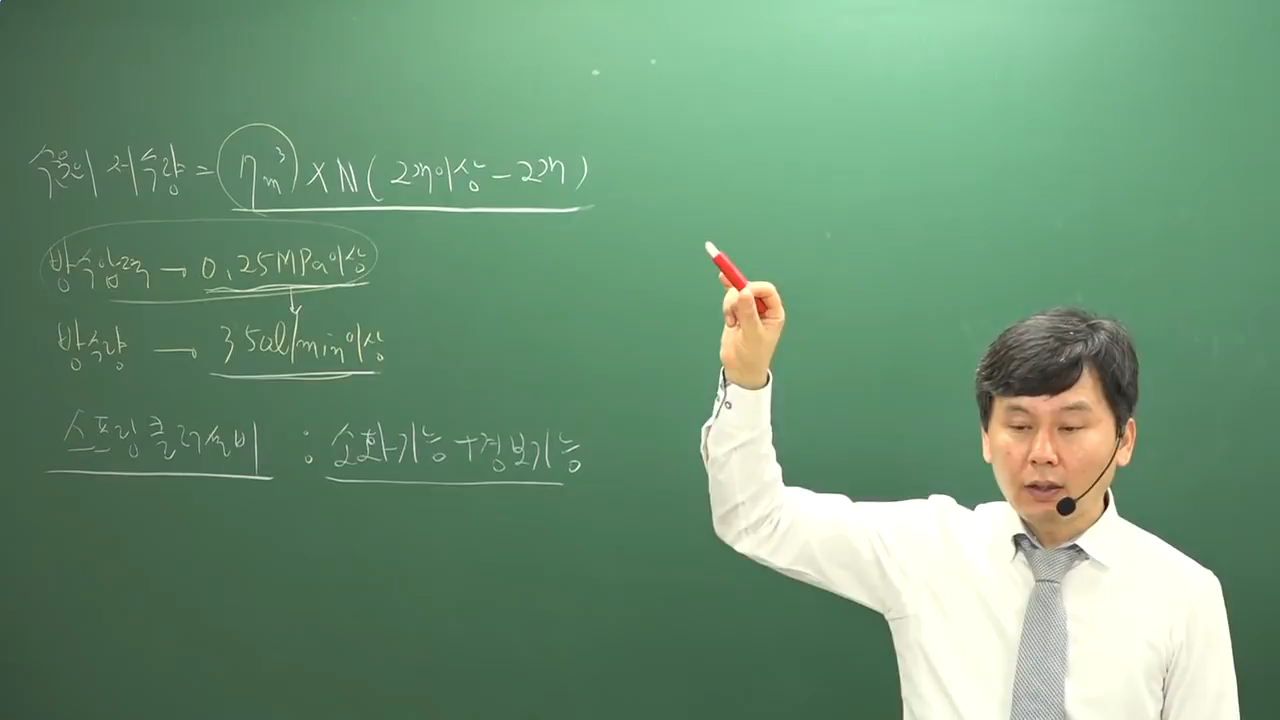 수원의 저수량 = 7m³ × N ( 2개이상 - 2개 )
방수압력 → 0.25MPa이상
방수량 → 350l/min이상
스프링클러설비 : 소화기능+경보기능